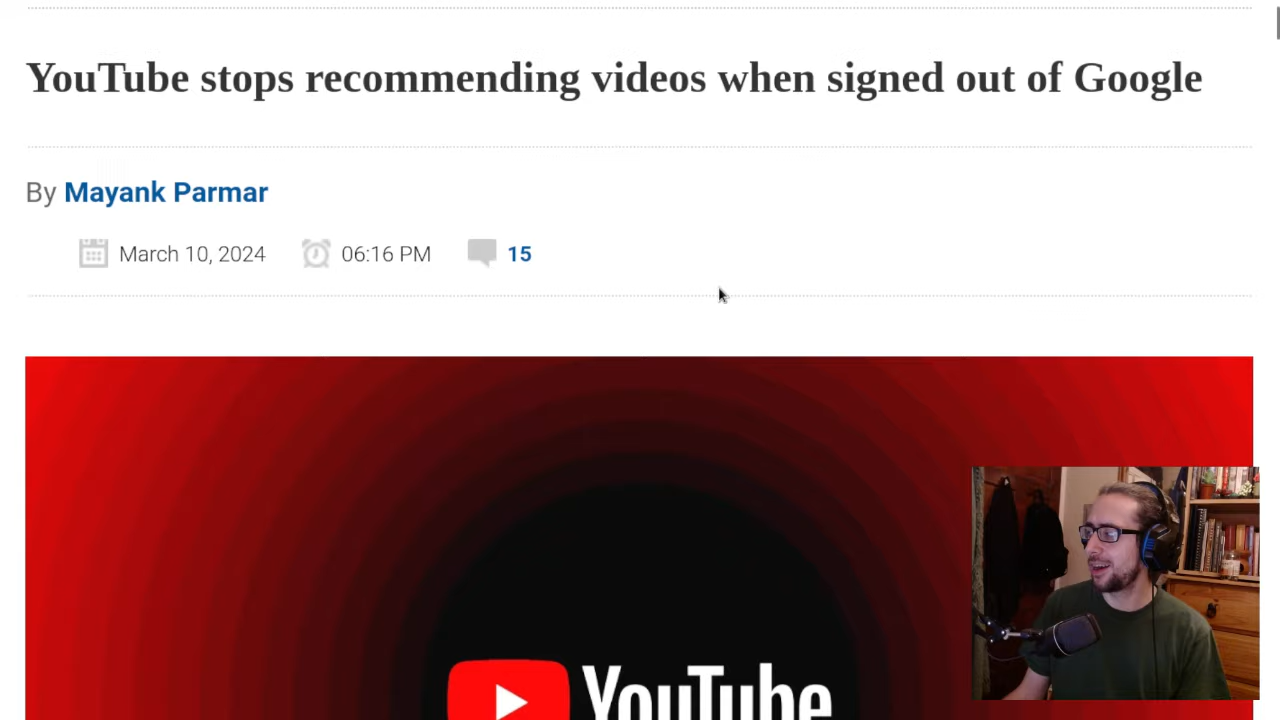 YouTube stops recommending videos when signed out of Google
By Mayank Parmar
March 10, 2024 06:16 PM 15
YouTube